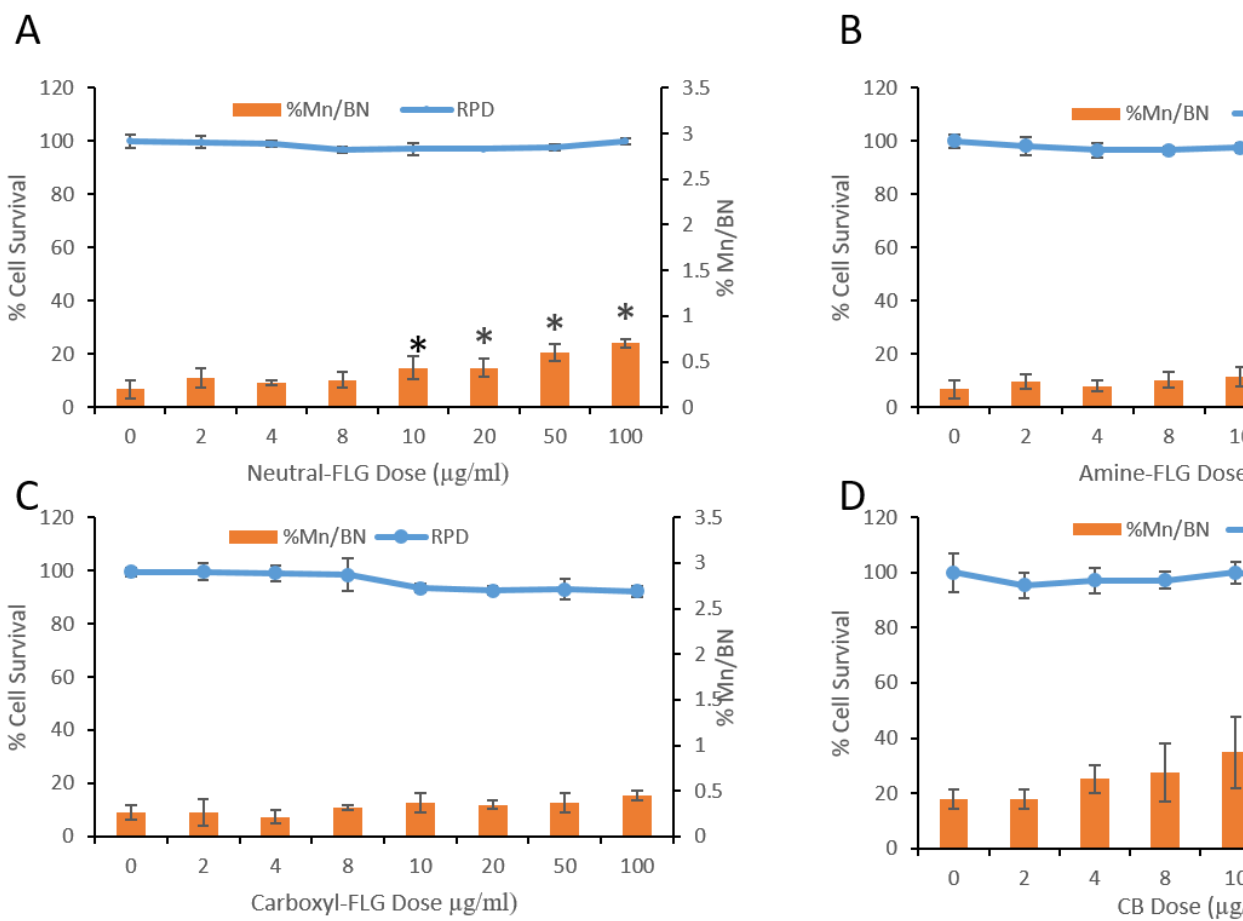 A
%Mn/BN RPD
120 100 80 60 40 20 0
% Cell Survival
3.5 3 2.5 2 1.5 1 0.5 0
% Mn/BN
* * * *
0 2 4 8 10 20 50 100
Neutral-FLG Dose (µg/ml)
B
%Mn/BN
120 100 80 60 40 20 0
% Cell Survival
0 2 4 8 10
Amine-FLG Dose
C
%Mn/BN RPD
120 100 80 60 40 20 0
% Cell Survival
3.5 3 2.5 2 1.5 1 0.5 0
% Mn/BN
0 2 4 8 10 20 50 100
Carboxyl-FLG Dose µg/ml)
D
%Mn/BN
120 100 80 60 40 20 0
% Cell Survival
0 2 4 8 10
CB Dose (µg/